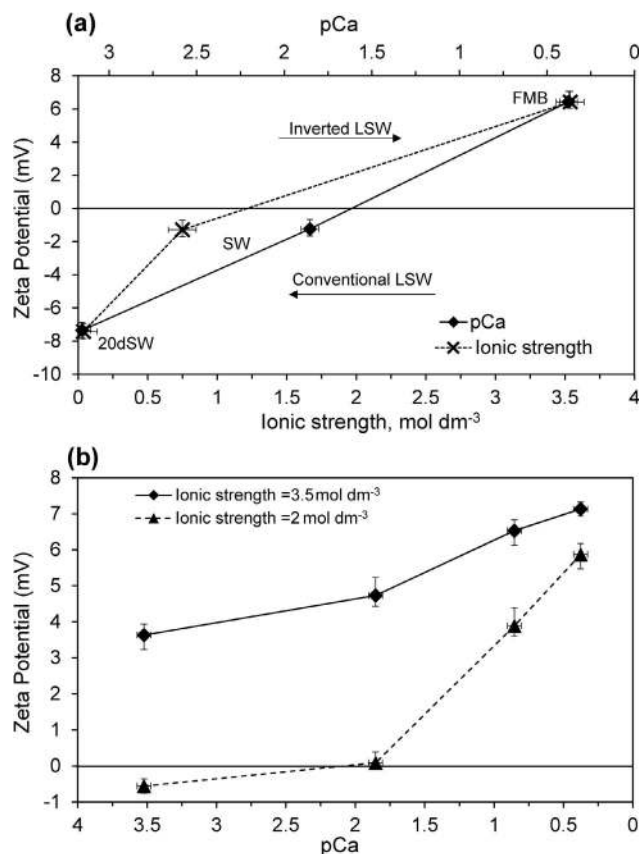 (a)
pCa
3 2.5 2 1.5 1 0.5 0
8
6
4
2
0
-2
-4
-6
-8
-10
Zeta Potential (mV)
FMB
Inverted LSW
SW
Conventional LSW
20dSW
pCa
Ionic strength
0 0.5 1 1.5 2 2.5 3 3.5 4
Ionic strength, mol dm-3
(b)
8
7
6
5
4
3
2
1
0
-1
Zeta Potential (mV)
Ionic strength =3.5 mol dm-3
Ionic strength =2 mol dm-3
4 3.5 3 2.5 2 1.5 1 0.5 0
pCa